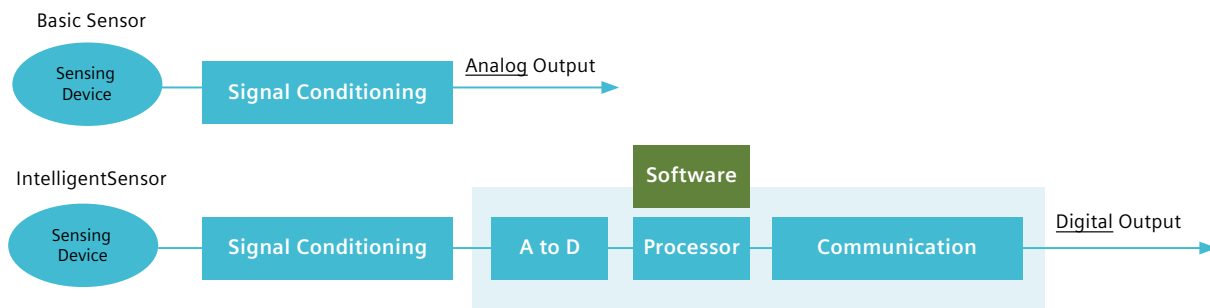 Basic Sensor
Sensing
Device
Signal Conditioning
Analog Output
IntelligentSensor
Sensing
Device
Signal Conditioning
A to D
Software
Processor
Communication
Digital Output